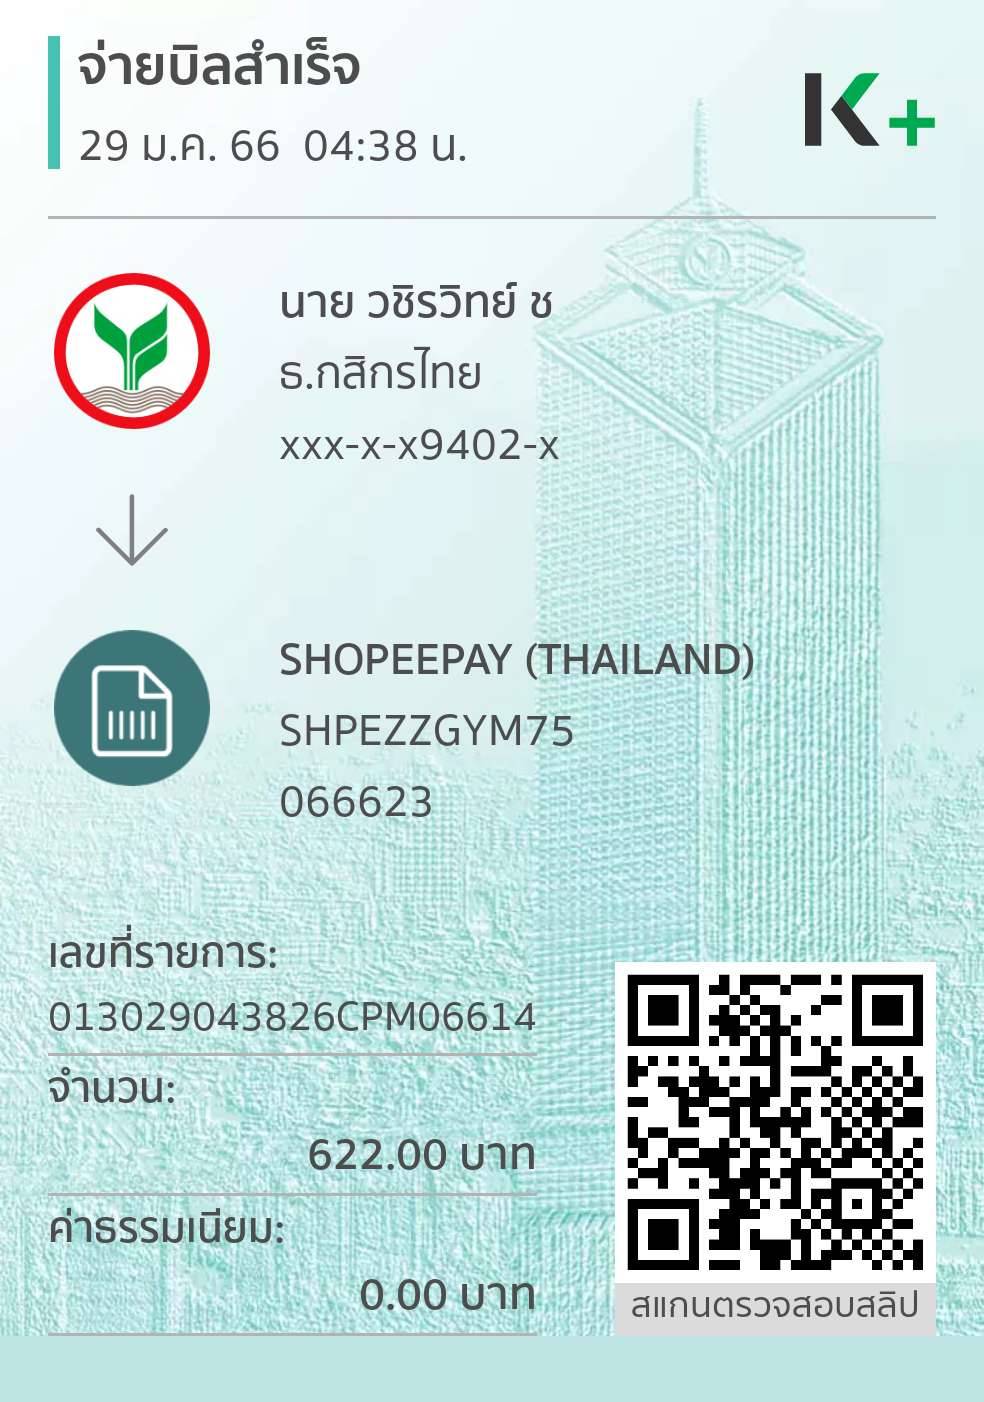 จ่ายบิลสำเร็จ
29 ม.ค. 66 04:38 น.
K+
นาย วชิรวิทย์ ช
ธ.กสิกรไทย
xxx-x-x9402-x
SHOPEEPAY (THAILAND)
SHPEZZGYM75
066623
เลขที่รายการ:
013029043826CPM06614
จำนวน:
622.00 บาท
ค่าธรรมเนียม:
0.00 บาท
สแกนตรวจสอบสลิป